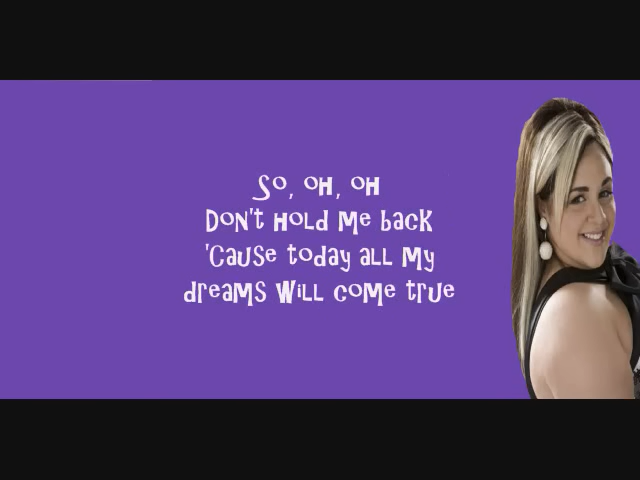 So, oh, oh
Don't hold me back
'Cause today all my
dreams will come true